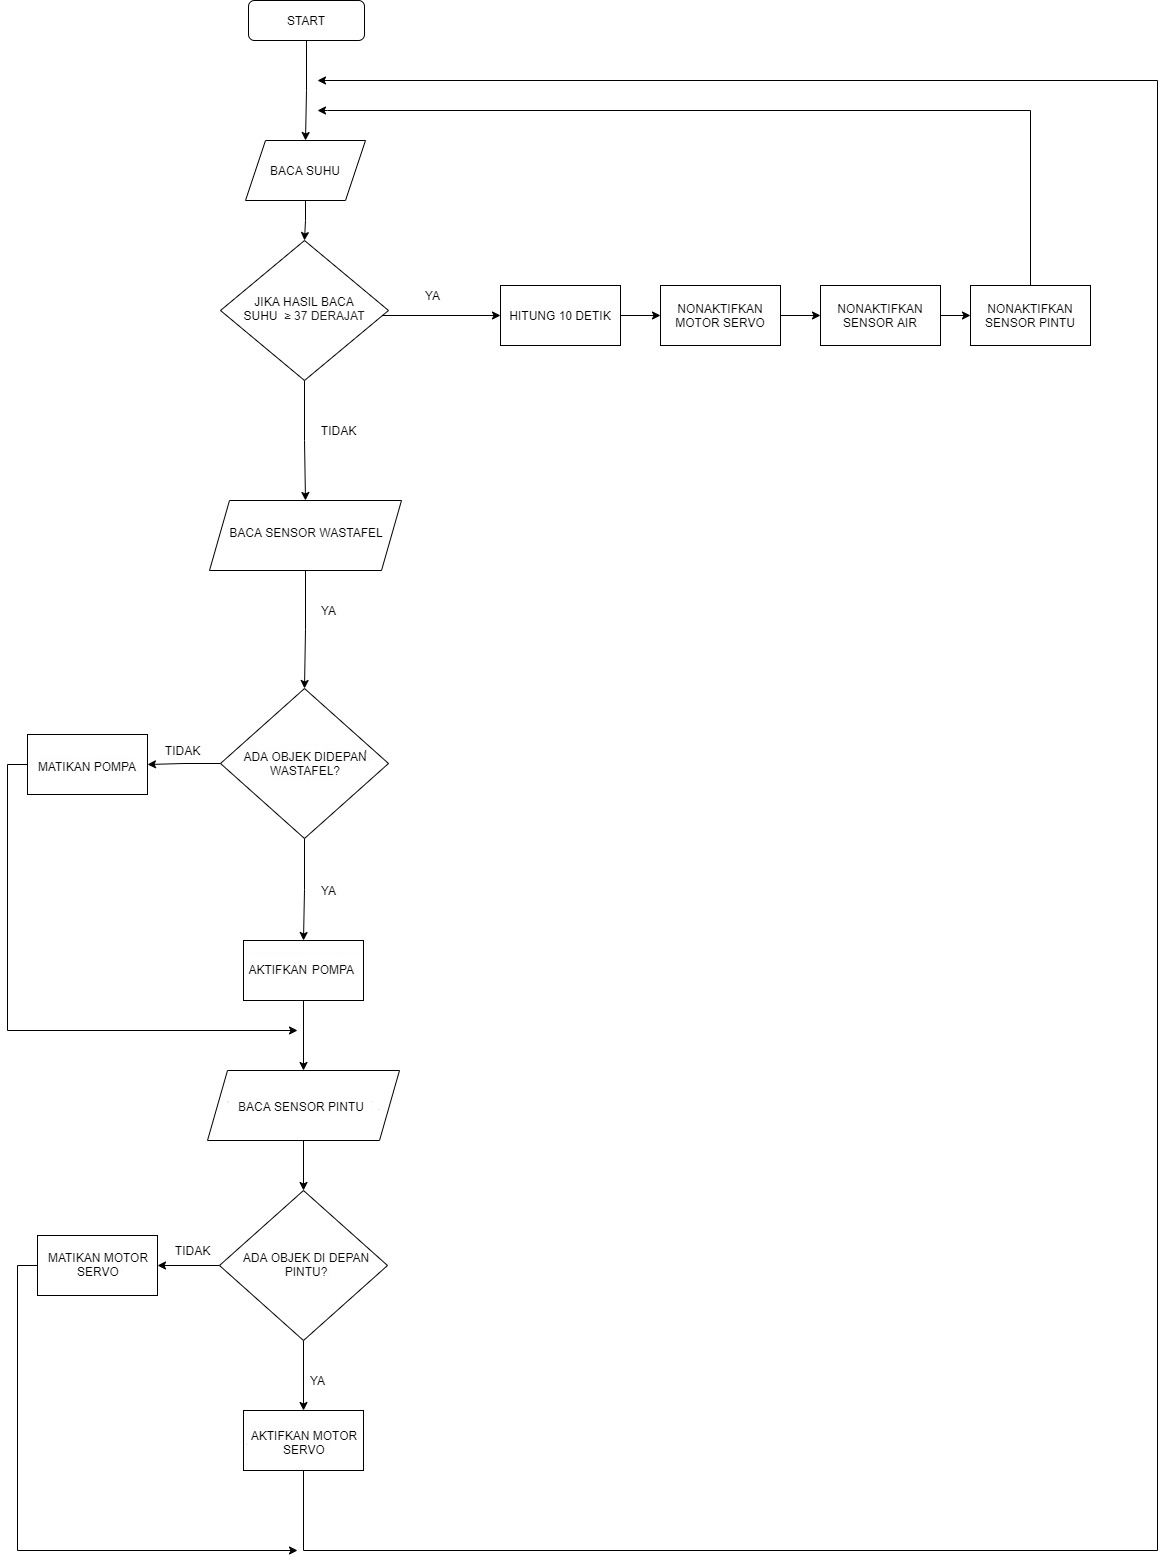 START
BACA SUHU
JIKA HASIL BACA
SUHU ≥ 37 DERAJAT
YA
HITUNG 10 DETIK
NONAKTIFKAN
MOTOR SERVO
NONAKTIFKAN
SENSOR AIR
NONAKTIFKAN
SENSOR PINTU
TIDAK
BACA SENSOR WASTAFEL
YA
ADA OBJEK DIDEPAN
WASTAFEL?
TIDAK
MATIKAN POMPA
YA
AKTIFKAN POMPA
BACA SENSOR PINTU
ADA OBJEK DI DEPAN
PINTU?
TIDAK
MATIKAN MOTOR
SERVO
YA
AKTIFKAN MOTOR
SERVO